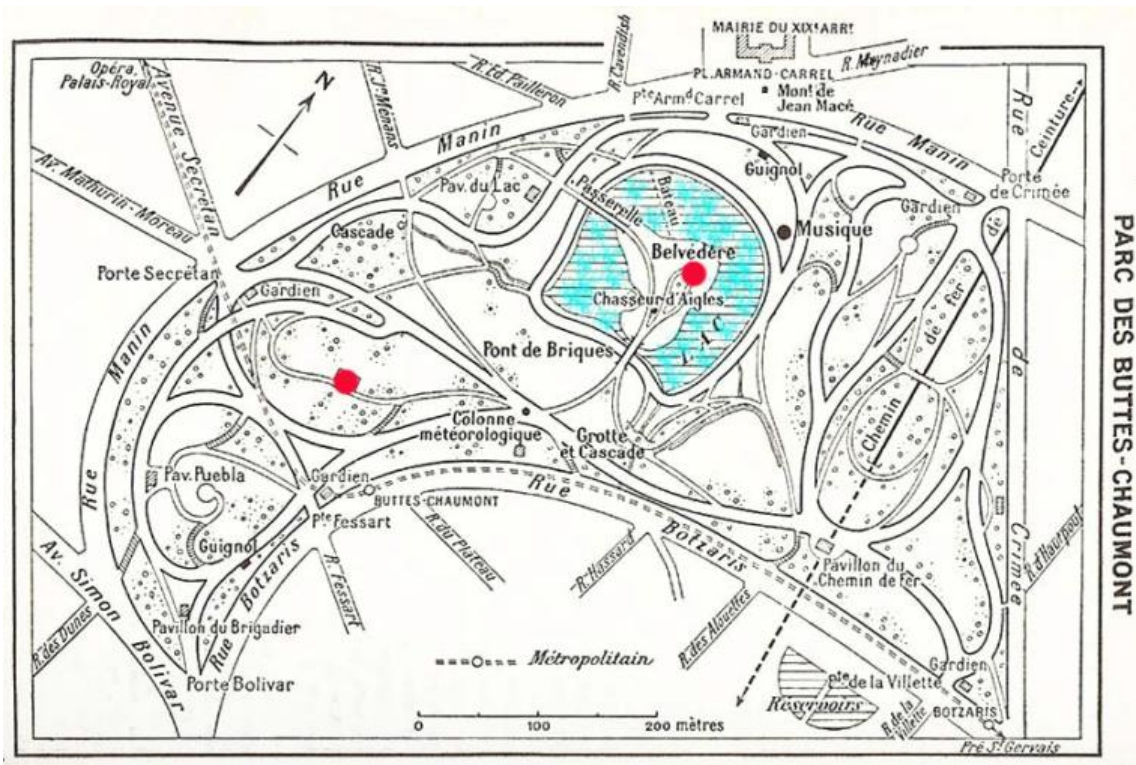 MAIRIE DU XIXᵉ ARRᵗ
Opéra,
Palais-Royal
Avenue Secrétan
R. Jⁿ Ménans
R. Ed. Pailleron
R. Cavendish
PL. ARMAND-CARREL
R. Meynadier
Pᵗᵉ Armᵈ Carrel
Mont de
Jean Macé
Rue Manin
Gardien
Rue Manin
Rue de Crimée
Ceinture
Av. Mathurin-Moreau
N
Pav. du Lac
Passerelle
Bateau
Guignol
Porte
de Crimée
Gardien
Cascade
Musique
Belvédère
Porte Secrétan
Gardien
Chasseur d'Aigles
LAC
Chemin de fer de
Pont de Briques
Rue Manin
Colonne
météorologique
Grotte
et Cascade
Pav. Puebla
Gardien
BUTTES-CHAUMONT
Rue Botzaris
Pᵗᵉ Fessart
Guignol
R. du Plateau
R. Hassard
Pavillon du
Chemin de fer
R. d'Hautpoul
Av. Simon Bolivar
Rue Botzaris
R. Fessart
R. des Dunes
Pavillon du Brigadier
R. des Alouettes
Métropolitain
Gardien
Porte Bolivar
Pᵗᵉ de la Villette
Réservoirs
R. de la
Villette
BOTZARIS
0 100 200 mètres
Pré Sᵗ Gervais
PARC DES BUTTES-CHAUMONT